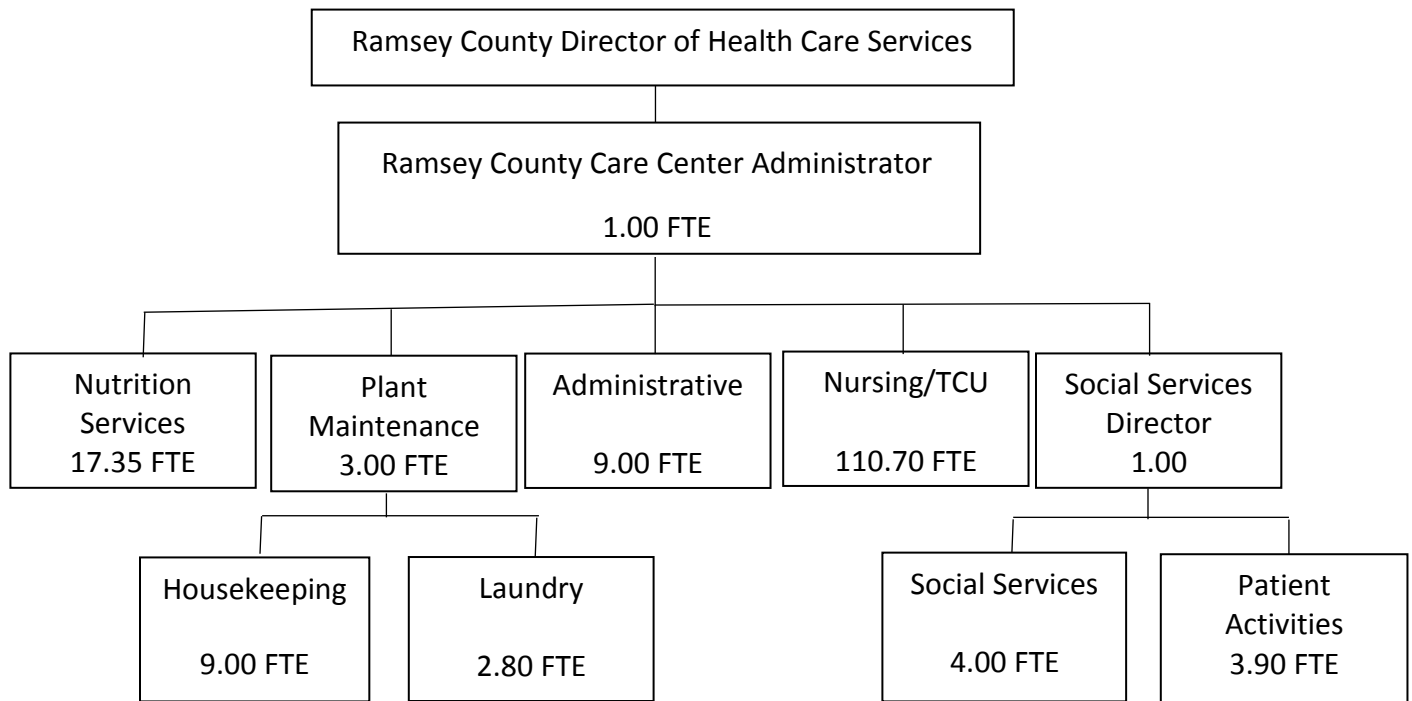 Ramsey County Director of Health Care Services
Ramsey County Care Center Administrator
1.00 FTE
Nutrition
Services
17.35 FTE
Plant
Maintenance
3.00 FTE
Administrative
9.00 FTE
Nursing/TCU
110.70 FTE
Social Services
Director
1.00
Housekeeping
9.00 FTE
Laundry
2.80 FTE
Social Services
4.00 FTE
Patient
Activities
3.90 FTE